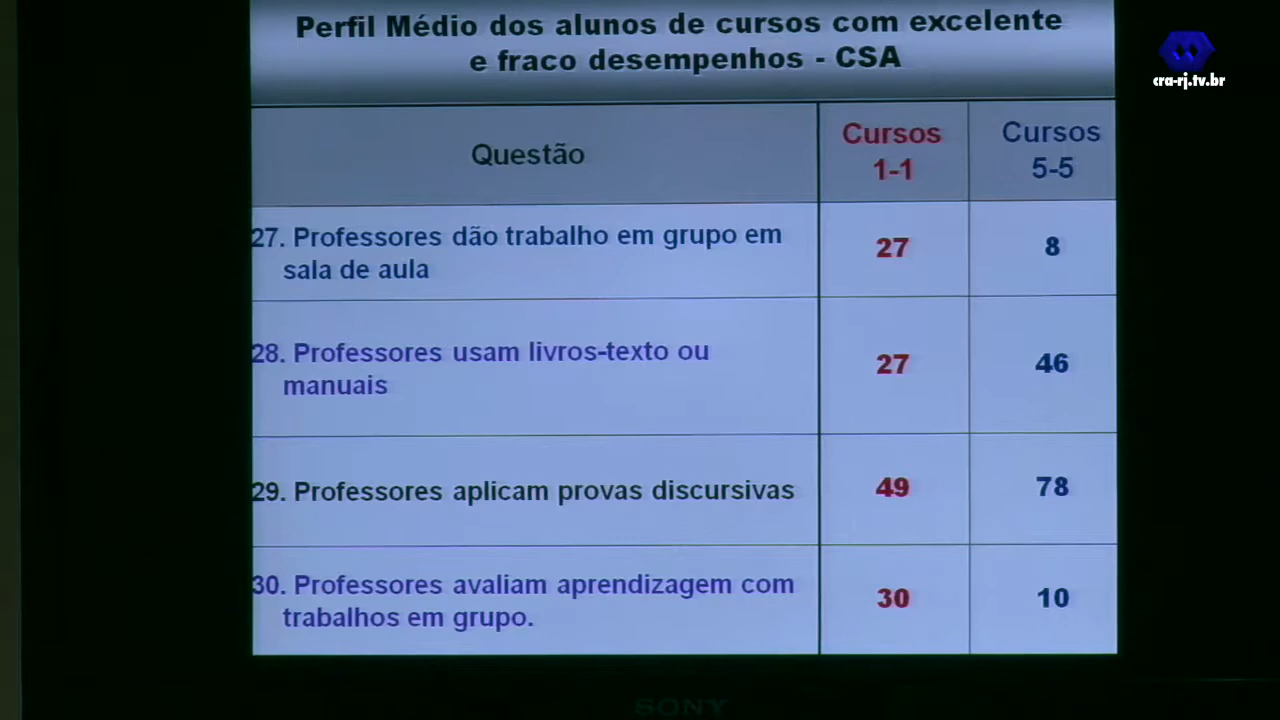 Perfil Médio dos alunos de cursos com excelente
e fraco desempenhos - CSA
cra-rj.tv.br
Questão
Cursos
1-1
Cursos
5-5
27. Professores dão trabalho em grupo em
sala de aula
27
8
28. Professores usam livros-texto ou
manuais
27
46
29. Professores aplicam provas discursivas
49
78
30. Professores avaliam aprendizagem com
trabalhos em grupo.
30
10
SONY